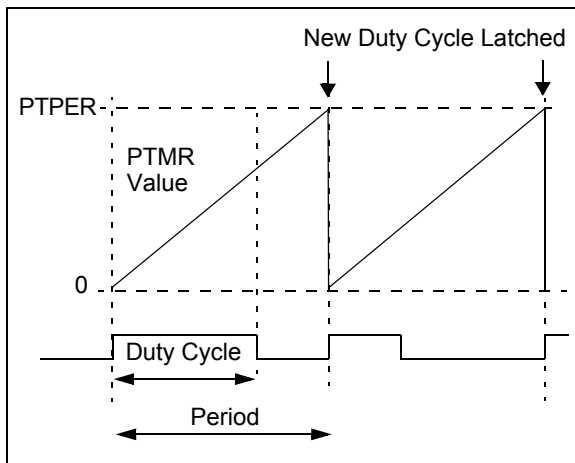 New Duty Cycle Latched
PTPER
PTMR
Value
0
Duty Cycle
Period